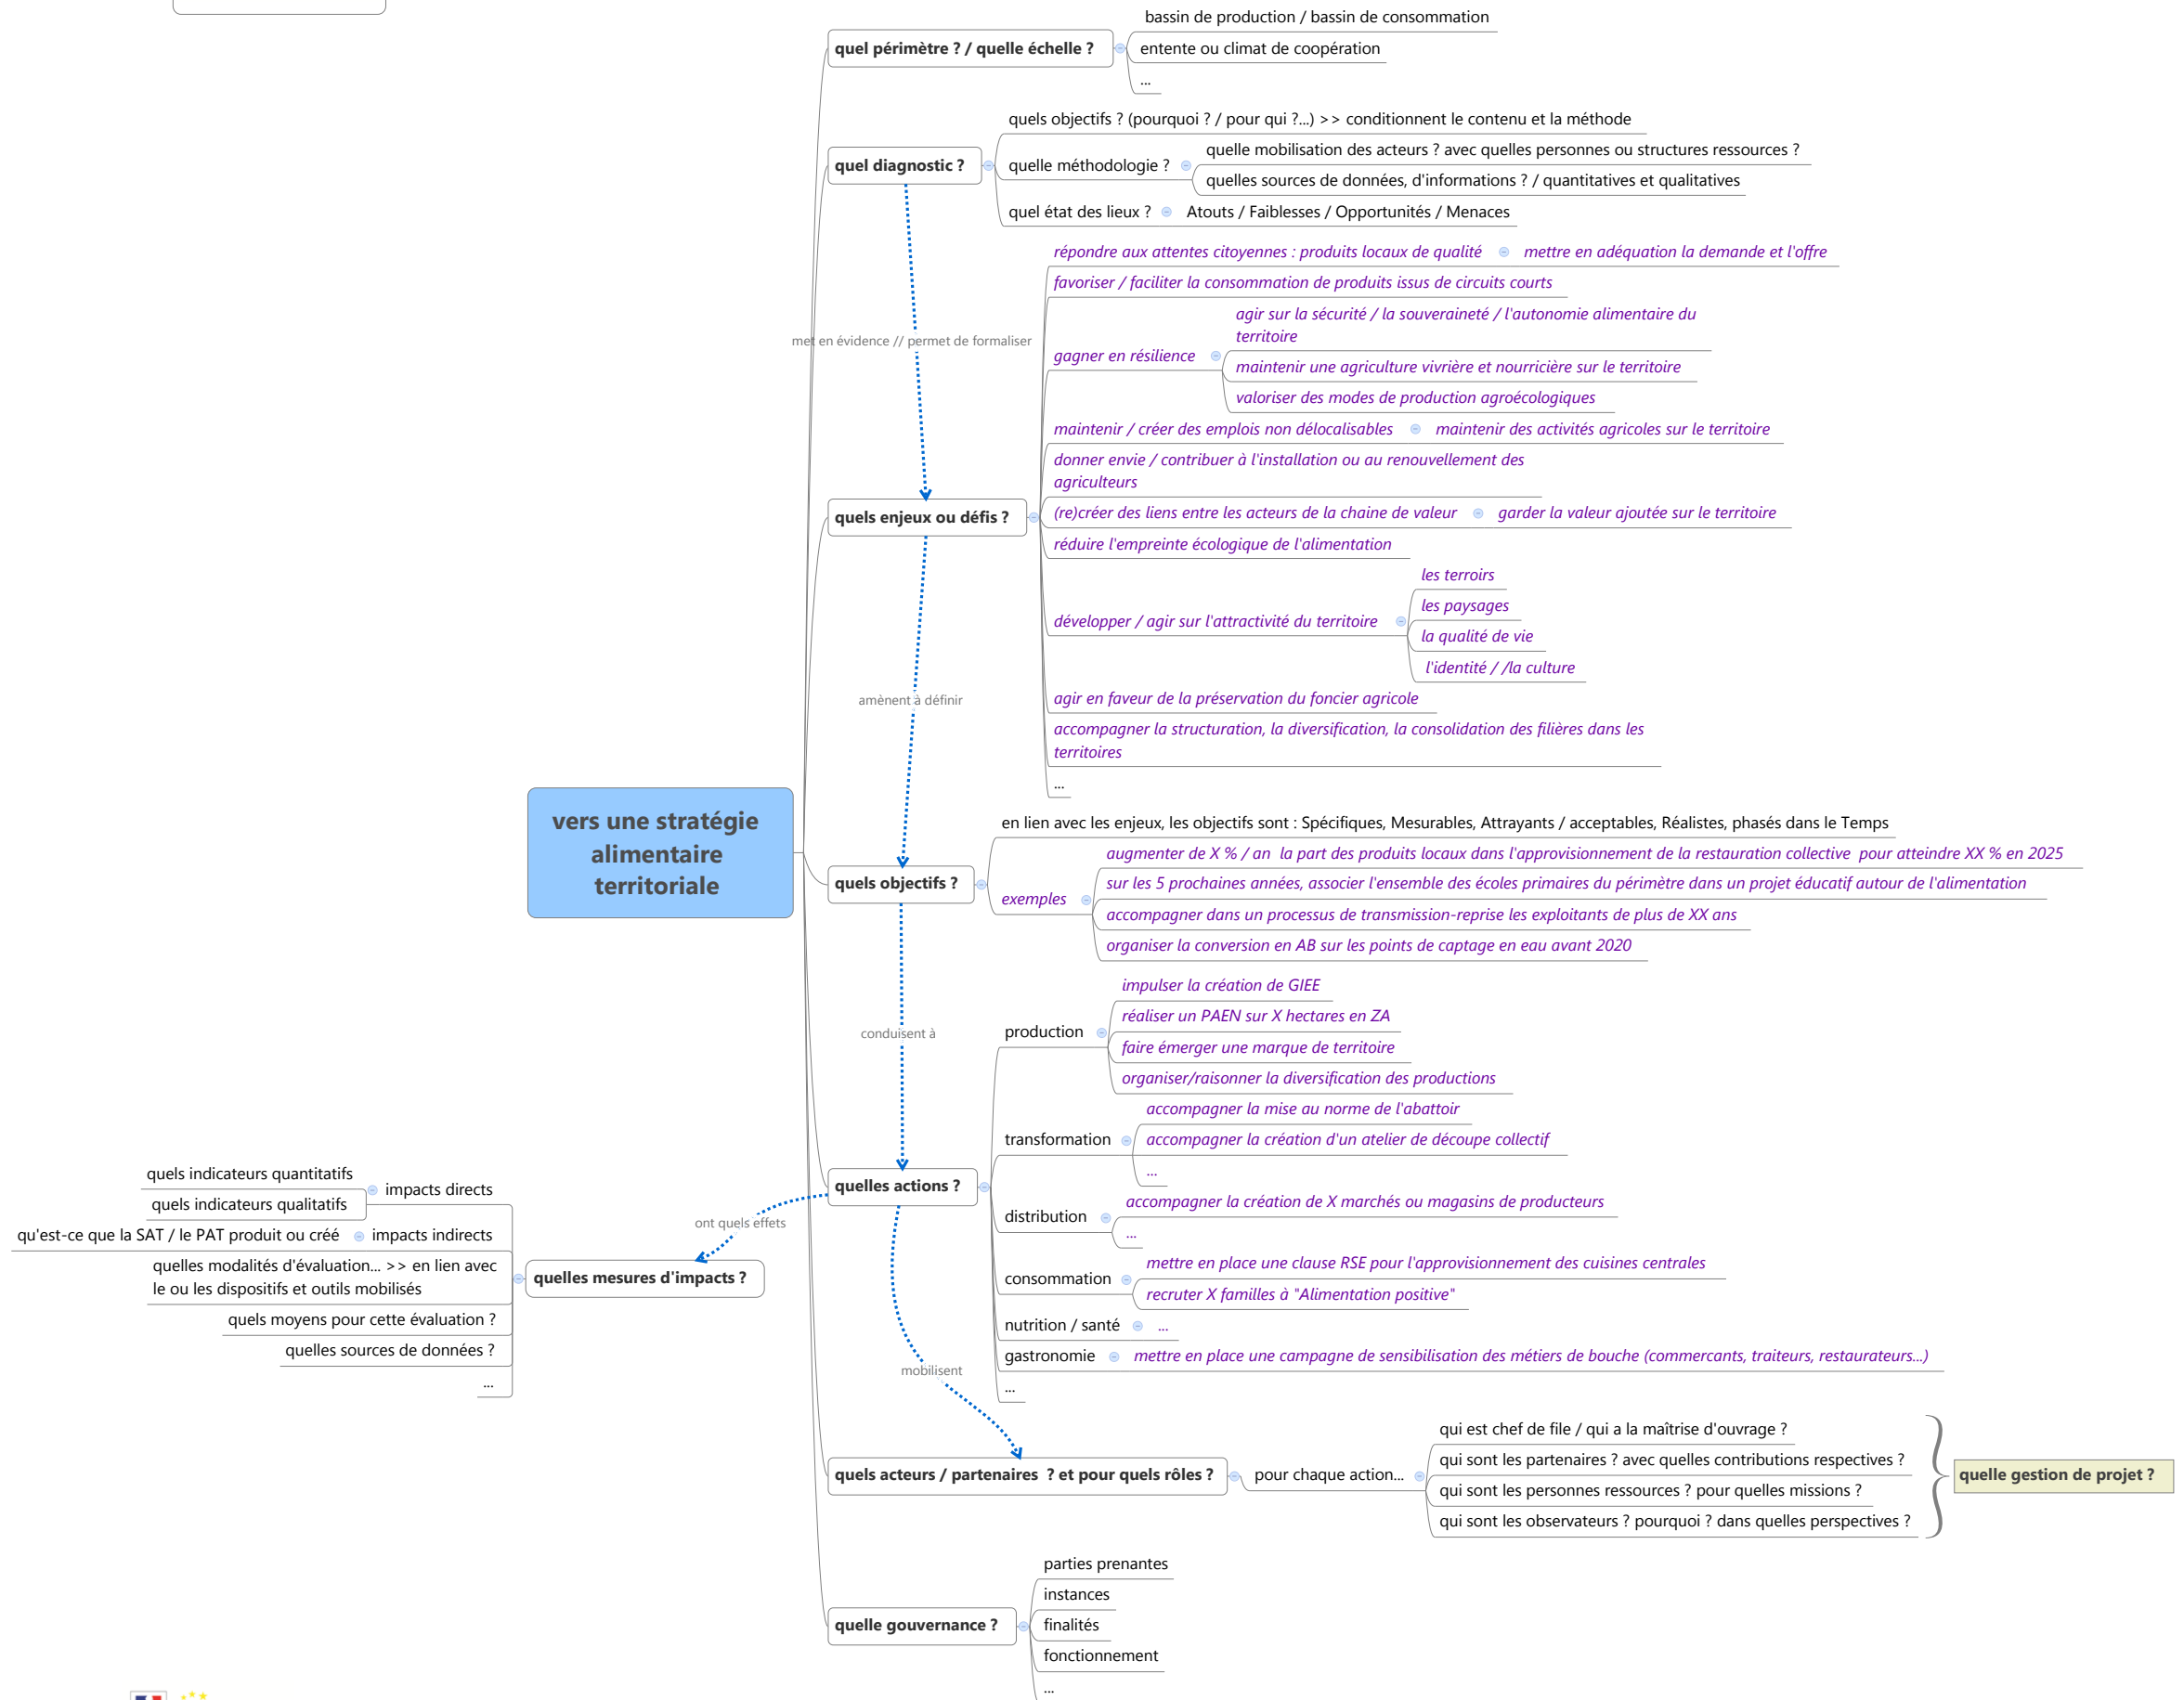 bassin de production / bassin de consommation
quel périmètre ? / quelle échelle ?
entente ou climat de coopération
...
quels objectifs ? (pourquoi ? / pour qui ?...) >> conditionnent le contenu et la méthode
quel diagnostic ?
quelle méthodologie ?
quelle mobilisation des acteurs ? avec quelles personnes ou structures ressources ?
quelles sources de données, d'informations ? / quantitatives et qualitatives
quel état des lieux ?
Atouts / Faiblesses / Opportunités / Menaces
met en évidence // permet de formaliser
quels enjeux ou défis ?
répondre aux attentes citoyennes : produits locaux de qualité
mettre en adéquation la demande et l'offre
favoriser / faciliter la consommation de produits issus de circuits courts
gagner en résilience
agir sur la sécurité / la souveraineté / l'autonomie alimentaire du
territoire
maintenir une agriculture vivrière et nourricière sur le territoire
valoriser des modes de production agroécologiques
maintenir / créer des emplois non délocalisables
maintenir des activités agricoles sur le territoire
donner envie / contribuer à l'installation ou au renouvellement des
agriculteurs
(re)créer des liens entre les acteurs de la chaine de valeur
garder la valeur ajoutée sur le territoire
réduire l'empreinte écologique de l'alimentation
développer / agir sur l'attractivité du territoire
les terroirs
les paysages
la qualité de vie
l'identité / /la culture
agir en faveur de la préservation du foncier agricole
accompagner la structuration, la diversification, la consolidation des filières dans les
territoires
...
amènent à définir
vers une stratégie
alimentaire
territoriale
quels objectifs ?
en lien avec les enjeux, les objectifs sont : Spécifiques, Mesurables, Attrayants / acceptables, Réalistes, phasés dans le Temps
exemples
augmenter de X % / an  la part des produits locaux dans l'approvisionnement de la restauration collective  pour atteindre XX % en 2025
sur les 5 prochaines années, associer l'ensemble des écoles primaires du périmètre dans un projet éducatif autour de l'alimentation
accompagner dans un processus de transmission-reprise les exploitants de plus de XX ans
organiser la conversion en AB sur les points de captage en eau avant 2020
conduisent à
quelles actions ?
production
impulser la création de GIEE
réaliser un PAEN sur X hectares en ZA
faire émerger une marque de territoire
organiser/raisonner la diversification des productions
transformation
accompagner la mise au norme de l'abattoir
accompagner la création d'un atelier de découpe collectif
...
distribution
accompagner la création de X marchés ou magasins de producteurs
...
consommation
mettre en place une clause RSE pour l'approvisionnement des cuisines centrales
recruter X familles à "Alimentation positive"
nutrition / santé
...
gastronomie
mettre en place une campagne de sensibilisation des métiers de bouche (commercants, traiteurs, restaurateurs...)
...
ont quels effets
quelles mesures d'impacts ?
impacts directs
quels indicateurs quantitatifs
quels indicateurs qualitatifs
impacts indirects
qu'est-ce que la SAT / le PAT produit ou créé
quelles modalités d'évaluation... >> en lien avec
le ou les dispositifs et outils mobilisés
quels moyens pour cette évaluation ?
quelles sources de données ?
...
mobilisent
quels acteurs / partenaires  ? et pour quels rôles ?
pour chaque action...
qui est chef de file / qui a la maîtrise d'ouvrage ?
qui sont les partenaires ? avec quelles contributions respectives ?
qui sont les personnes ressources ? pour quelles missions ?
qui sont les observateurs ? pourquoi ? dans quelles perspectives ?
quelle gestion de projet ?
quelle gouvernance ?
parties prenantes
instances
finalités
fonctionnement
...